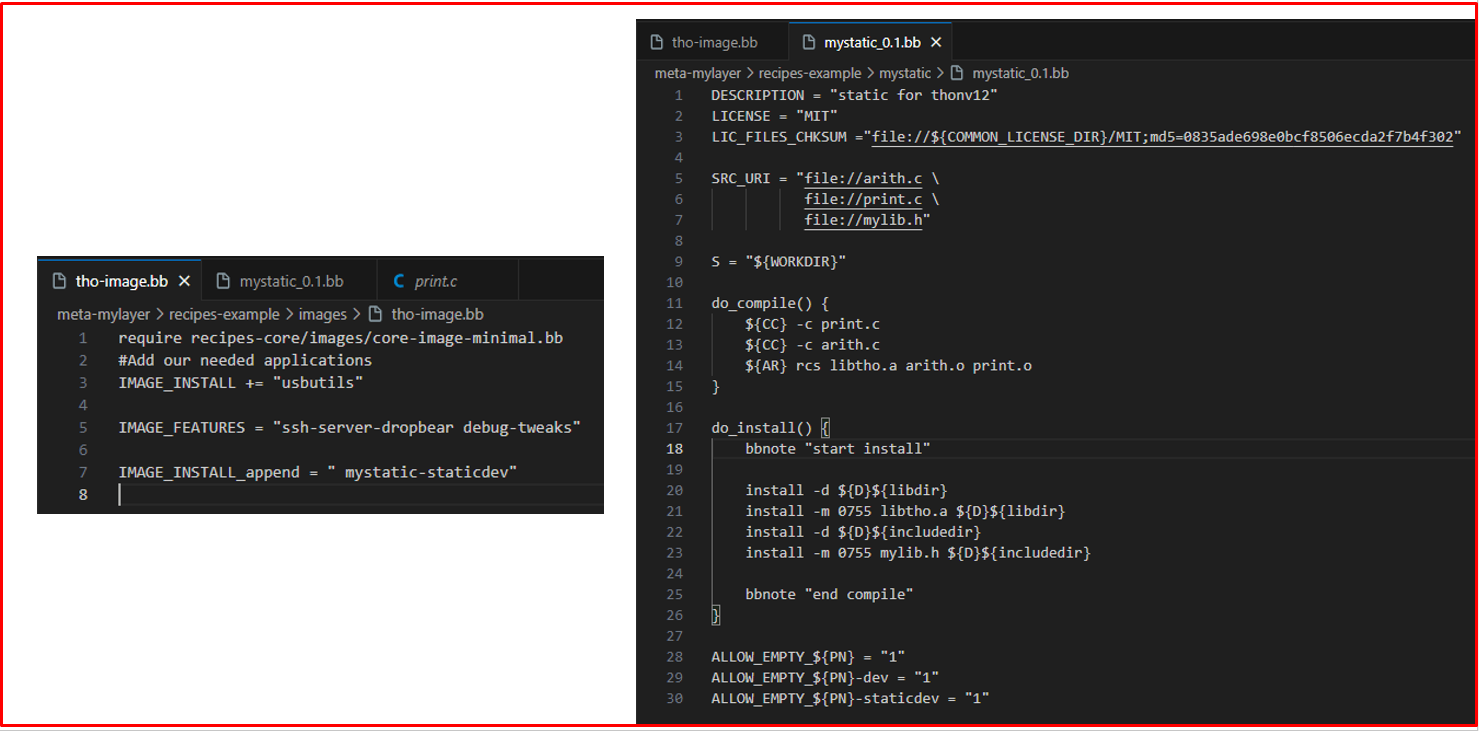 tho-image.bb
mystatic_0.1.bb
print.c
meta-mylayer > recipes-example > images > tho-image.bb
1 require recipes-core/images/core-image-minimal.bb
2 #Add our needed applications
3 IMAGE_INSTALL += "usbutils"
4
5 IMAGE_FEATURES = "ssh-server-dropbear debug-tweaks"
6
7 IMAGE_INSTALL_append = " mystatic-staticdev"
8
tho-image.bb
mystatic_0.1.bb
meta-mylayer > recipes-example > mystatic > mystatic_0.1.bb
1 DESCRIPTION = "static for thonv12"
2 LICENSE = "MIT"
3 LIC_FILES_CHKSUM ="file://${COMMON_LICENSE_DIR}/MIT;md5=0835ade698e0bcf8506ecda2f7b4f302"
4
5 SRC_URI = "file://arith.c \
6 file://print.c \
7 file://mylib.h"
8
9 S = "${WORKDIR}"
10
11 do_compile() {
12 ${CC} -c print.c
13 ${CC} -c arith.c
14 ${AR} rcs libtho.a arith.o print.o
15 }
16
17 do_install() {
18 bbnote "start install"
19
20 install -d ${D}${libdir}
21 install -m 0755 libtho.a ${D}${libdir}
22 install -d ${D}${includedir}
23 install -m 0755 mylib.h ${D}${includedir}
24
25 bbnote "end compile"
26 }
27
28 ALLOW_EMPTY_${PN} = "1"
29 ALLOW_EMPTY_${PN}-dev = "1"
30 ALLOW_EMPTY_${PN}-staticdev = "1"